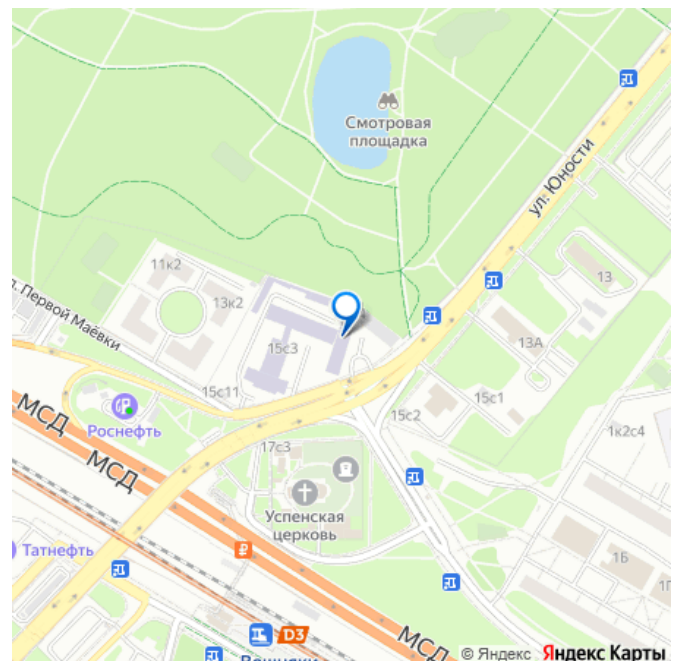 Смотровая
площадка
ул. Юности
11к2
13к2
13
л. Первой Маёвки
15с3
13А
15с11
15с2
15с1
Роснефть
МСД
МСД
17с3
1к2с4
Успенская
церковь
Татнефть
1Б
₽
D3
МСД
© Яндекс Яндекс Карты